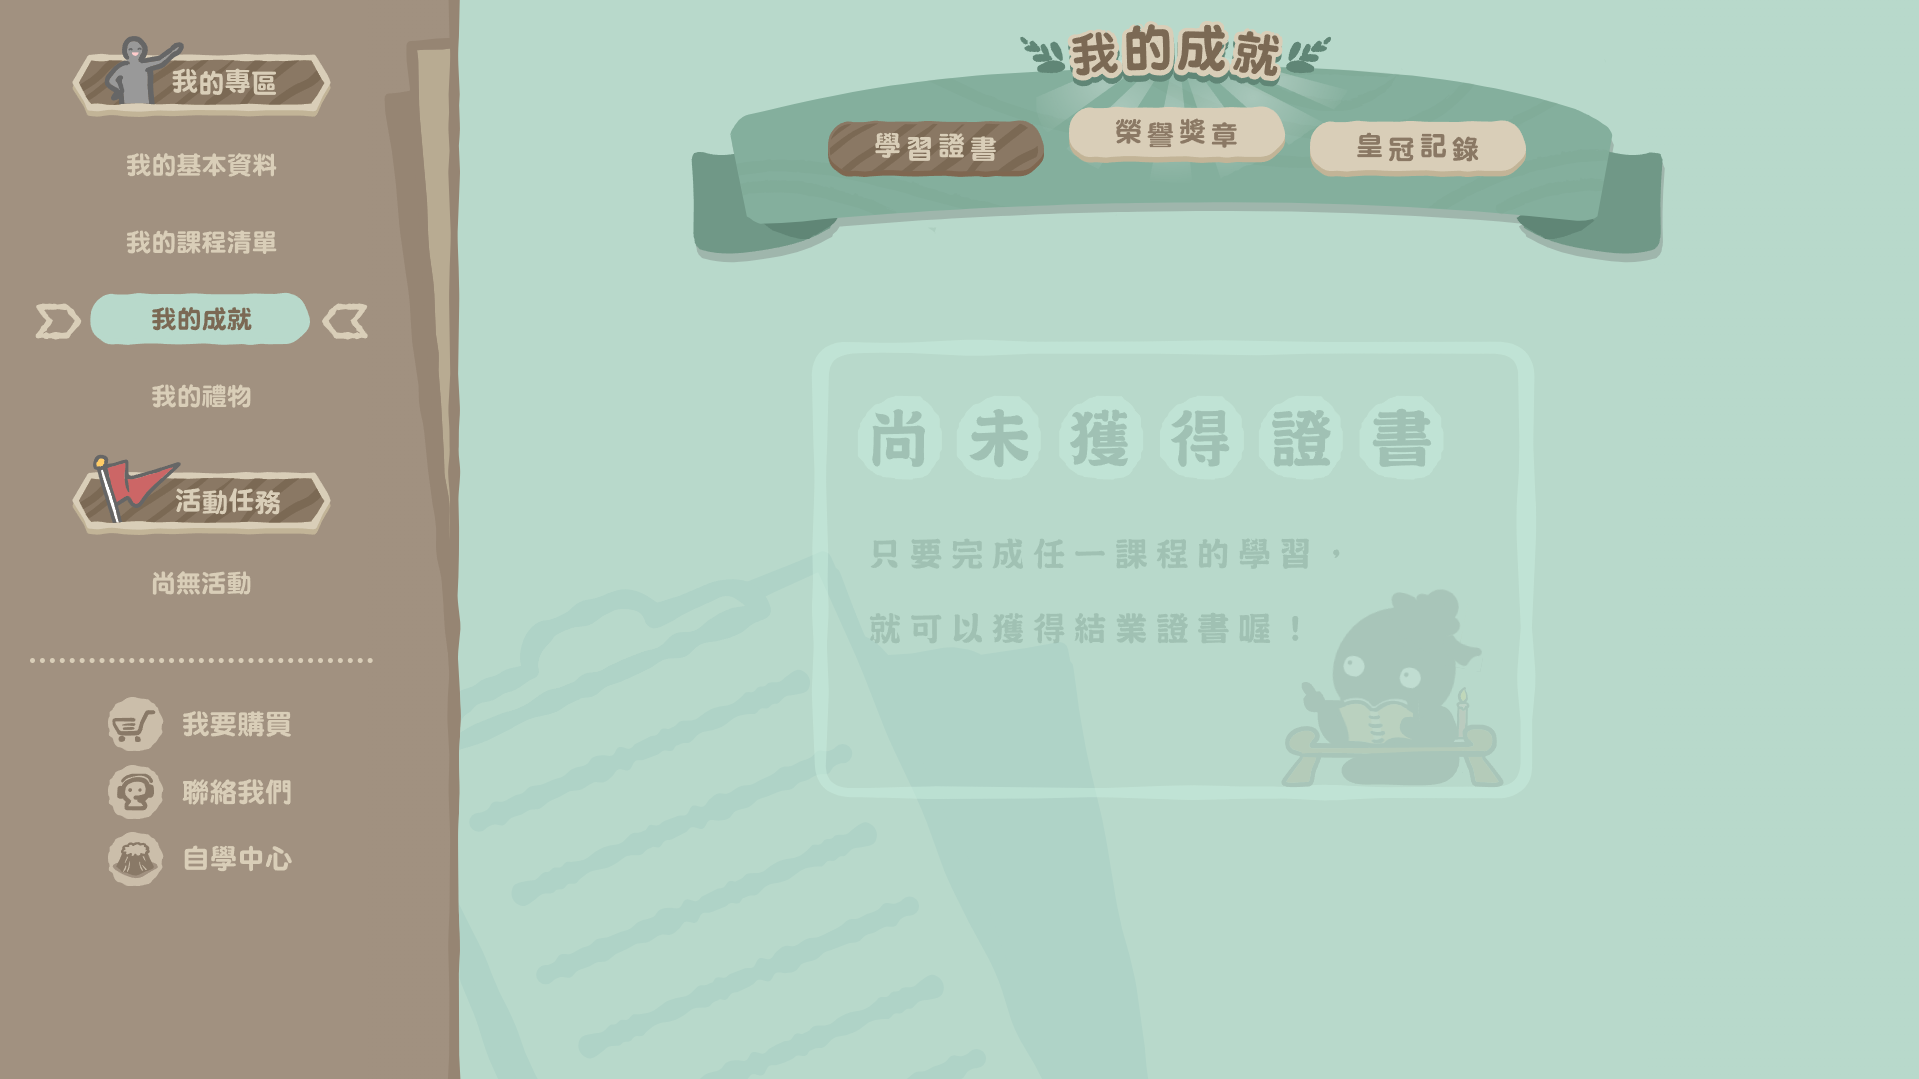 我的專區
我的基本資料
我的課程清單
我的成就
我的禮物
活動任務
尚無活動
我要購買
聯絡我們
自學中心
我的成就
學習證書
榮譽獎章
皇冠記錄
尚未獲得證書
只要完成任一課程的學習，
就可以獲得結業證書喔！